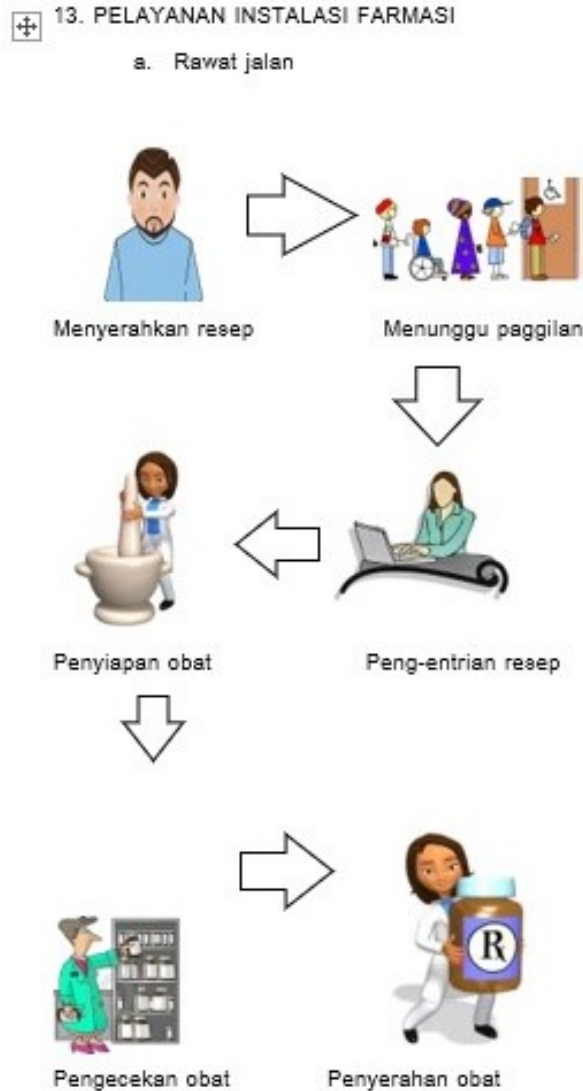 13. PELAYANAN INSTALASI FARMASI
a. Rawat jalan
Menyerahkan resep
Menunggu paggilan
Peng-entrian resep
Penyiapan obat
Pengecekan obat
Penyerahan obat
R